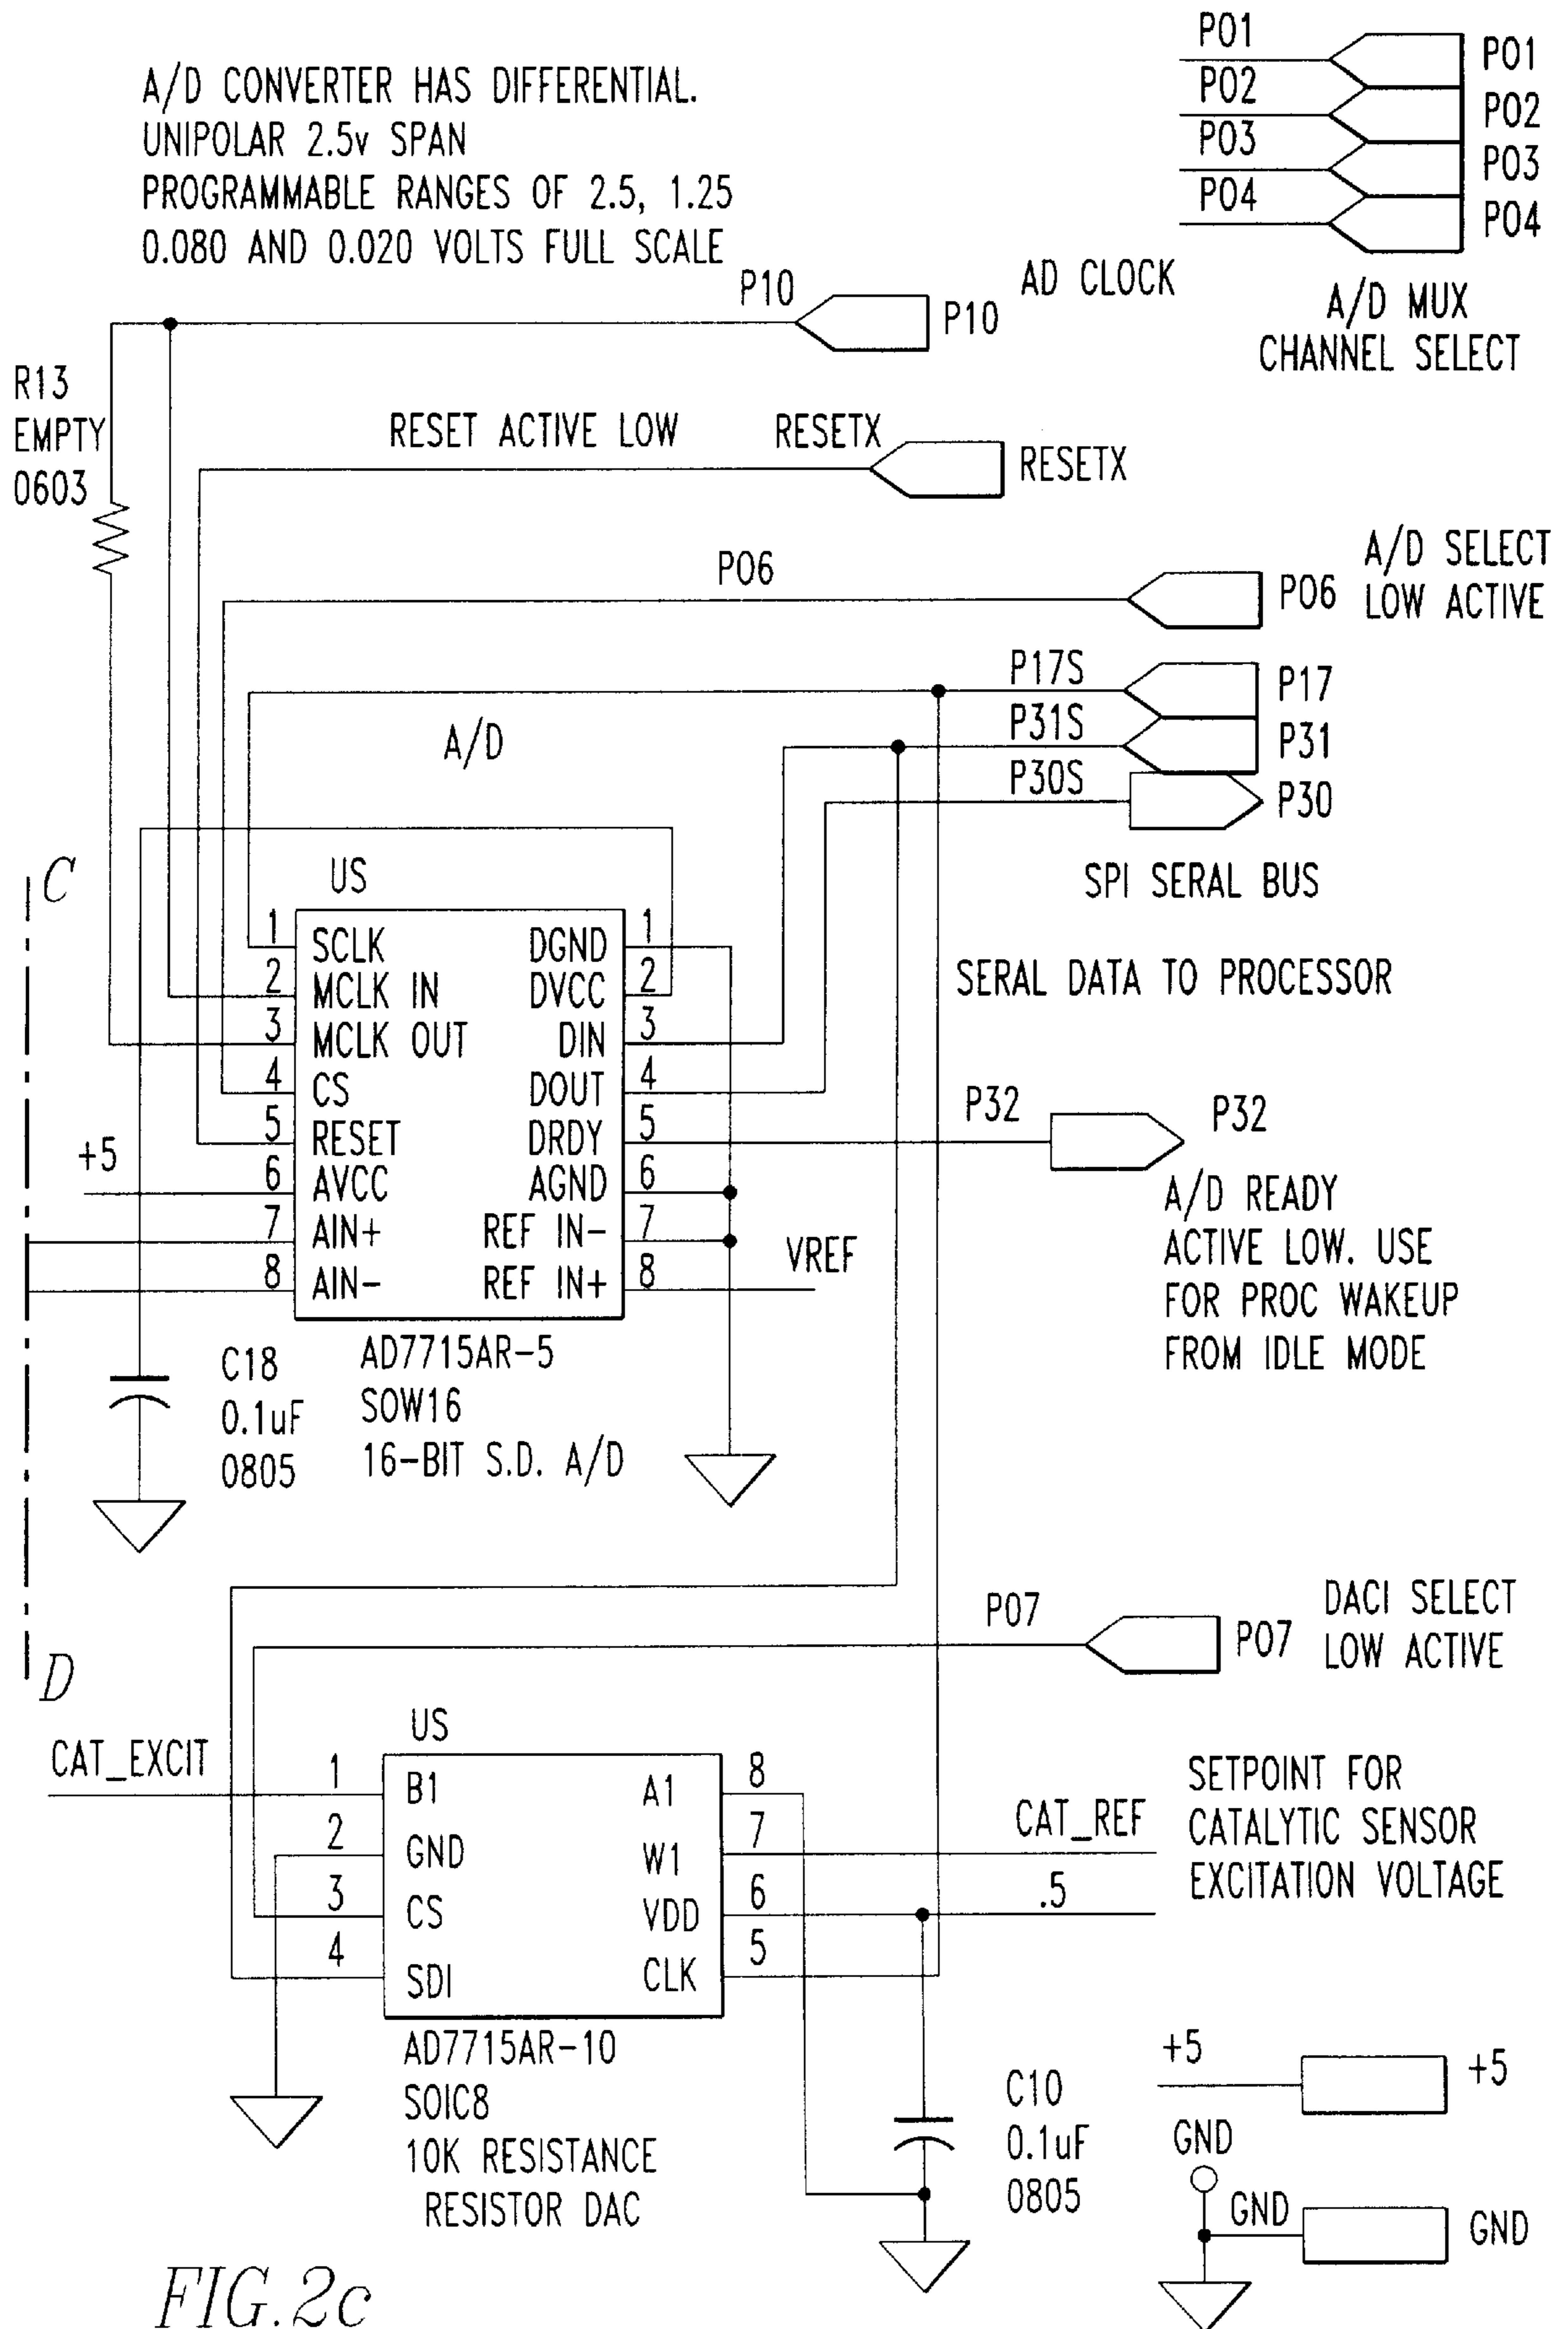 A/D CONVERTER HAS DIFFERENTIAL.
UNIPOLAR 2.5v SPAN
PROGRAMMABLE RANGES OF 2.5, 1.25
0.080 AND 0.020 VOLTS FULL SCALE
P01 P01
P02 P02
P03 P03
P04 P04
A/D MUX
CHANNEL SELECT
P10 P10
AD CLOCK
R13
EMPTY
0603
RESET ACTIVE LOW
RESETX RESETX
P06 P06
A/D SELECT
LOW ACTIVE
P17S P17
P31S P31
P30S P30
SPI SERAL BUS
A/D
C
US
1 SCLK DGND 1
2 MCLK IN DVCC 2
3 MCLK OUT DIN 3
4 CS DOUT 4
5 RESET DRDY 5
+5 6 AVCC AGND 6
7 AIN+ REF IN- 7
8 AIN- REF IN+ 8
SERAL DATA TO PROCESSOR
P32 P32
A/D READY
ACTIVE LOW. USE
FOR PROC WAKEUP
FROM IDLE MODE
VREF
C18
0.1uF
0805
AD7715AR-5
SOW16
16-BIT S.D. A/D
D
P07 P07
DACI SELECT
LOW ACTIVE
US
CAT_EXCIT 1 B1 A1 8
2 GND W1 7 CAT_REF
3 CS VDD 6 .5
4 SDI CLK 5
SETPOINT FOR
CATALYTIC SENSOR
EXCITATION VOLTAGE
AD7715AR-10
SOIC8
10K RESISTANCE
RESISTOR DAC
C10
0.1uF
0805
+5 +5
GND
GND GND
FIG.2c